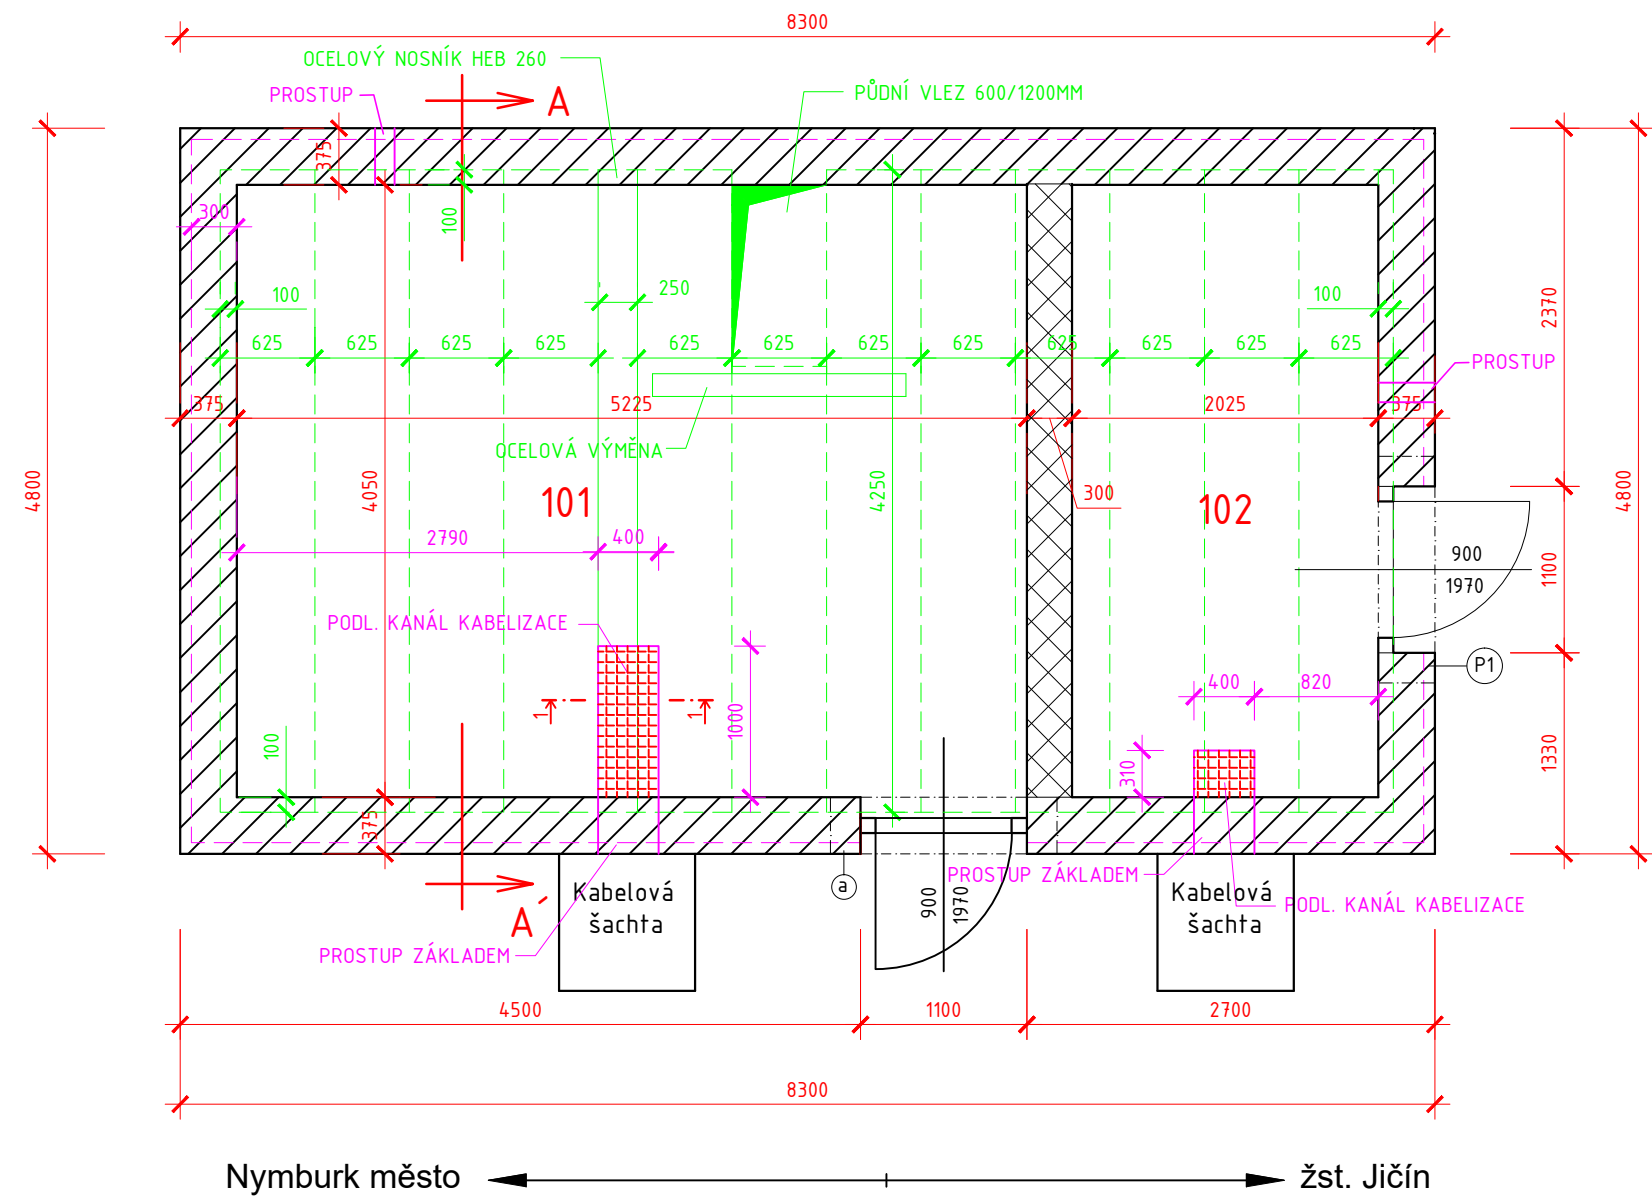 8300
OCELOVÝ NOSNÍK HEB 260
PROSTUP
A
PŮDNÍ VLEZ 600/1200MM
375
300
100
100
250
100
625 625 625 625 625 625 625 625 625 625 625 625
2370
PROSTUP
375 5225 2025 375
OCELOVÁ VÝMĚNA
4800
4050
4250
4800
101
300
102
2790 400
900
1970
1100
PODL. KANÁL KABELIZACE
P1
1 1
1000
400 820
100
310
1330
375
PROSTUP ZÁKLADEM
a
Kabelová
šachta
A´
900
1970
Kabelová
šachta
PODL. KANÁL KABELIZACE
PROSTUP ZÁKLADEM
4500 1100 2700
8300
Nymburk město žst. Jičín